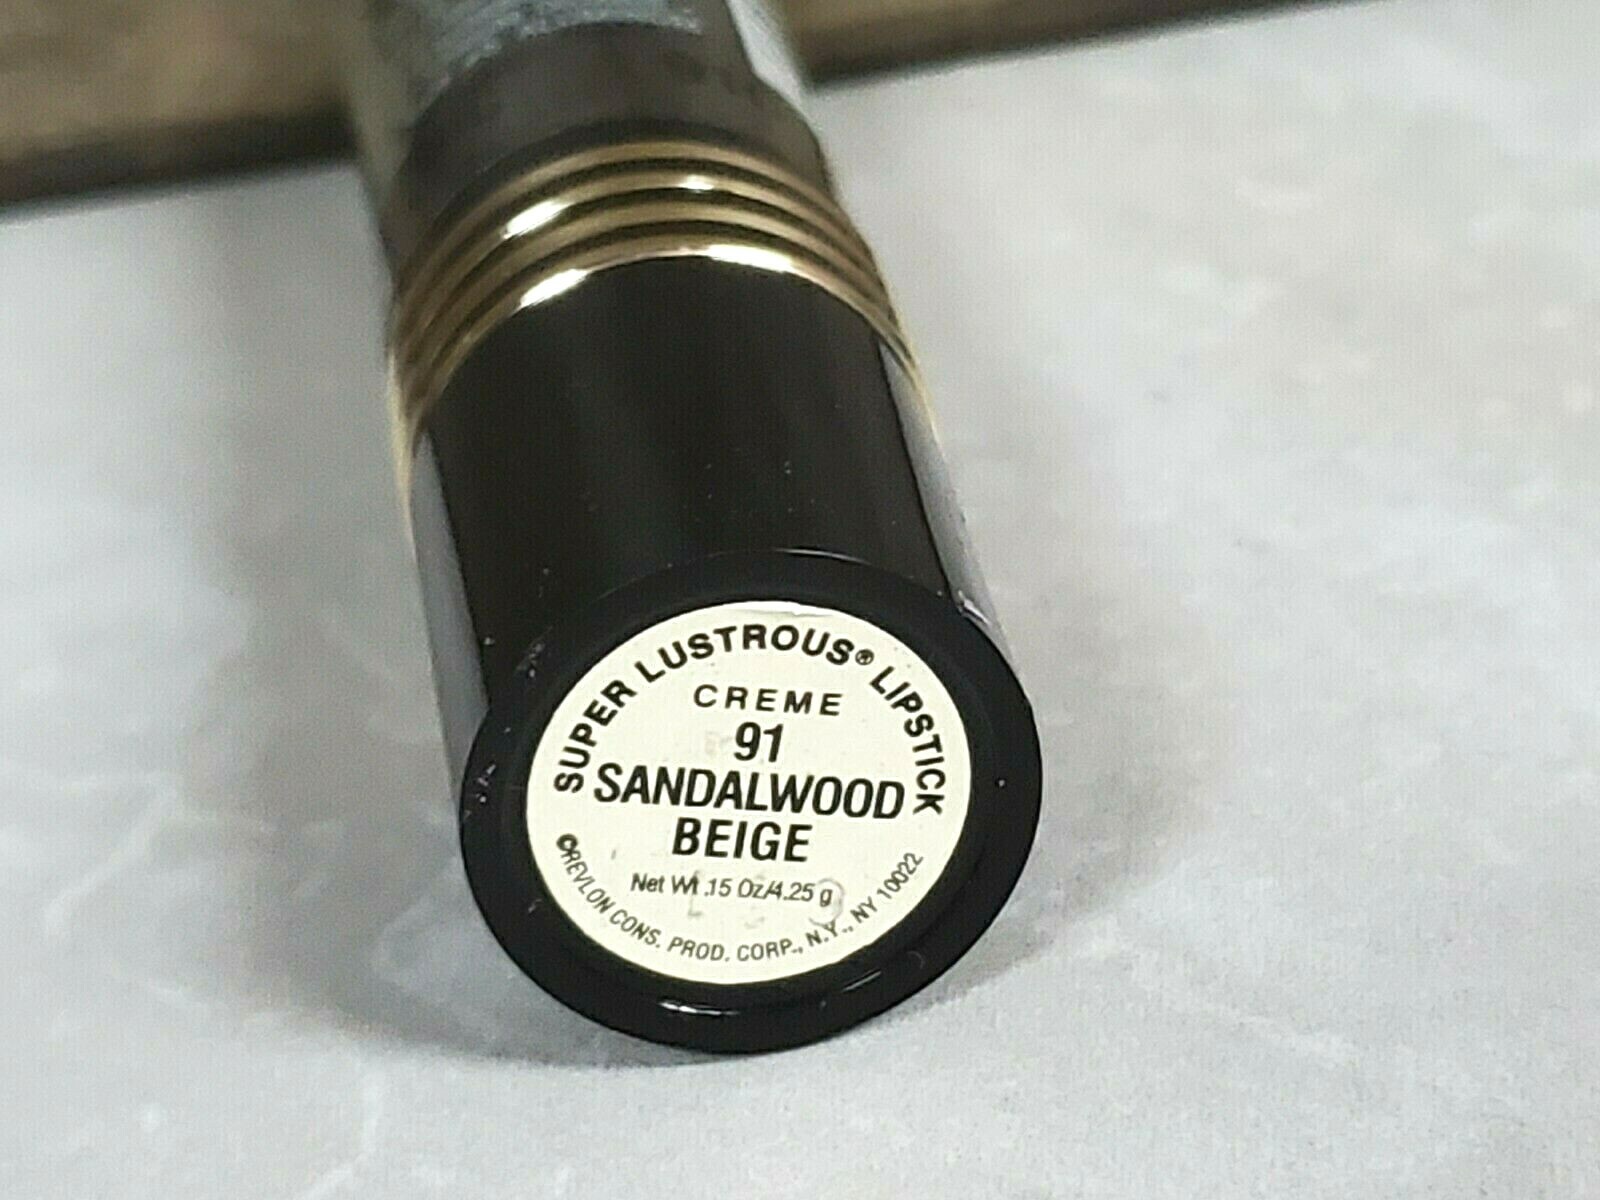 SUPER LUSTROUS® LIPSTICK
CREME
91
SANDALWOOD
BEIGE
Net Wt .15 Oz/4.25 g
©REVLON CONS. PROD. CORP., N.Y., NY 10022